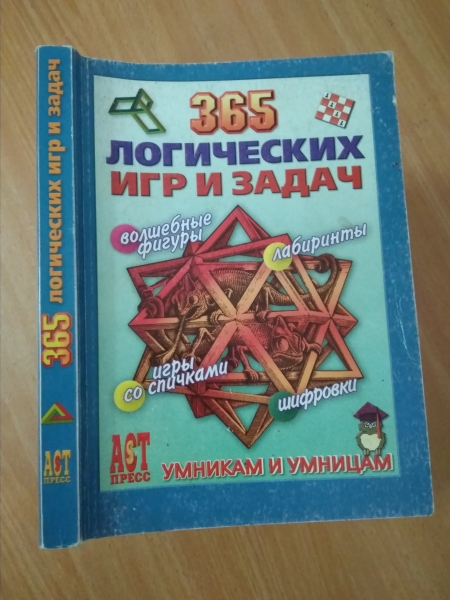 365 логических игр и задач
АСТ
ПРЕСС
365
ЛОГИЧЕСКИХ
ИГР И ЗАДАЧ
волшебные
фигуры
лабиринты
игры
со спичками
шифровки
АСТ
ПРЕСС
УМНИКАМ И УМНИЦАМ